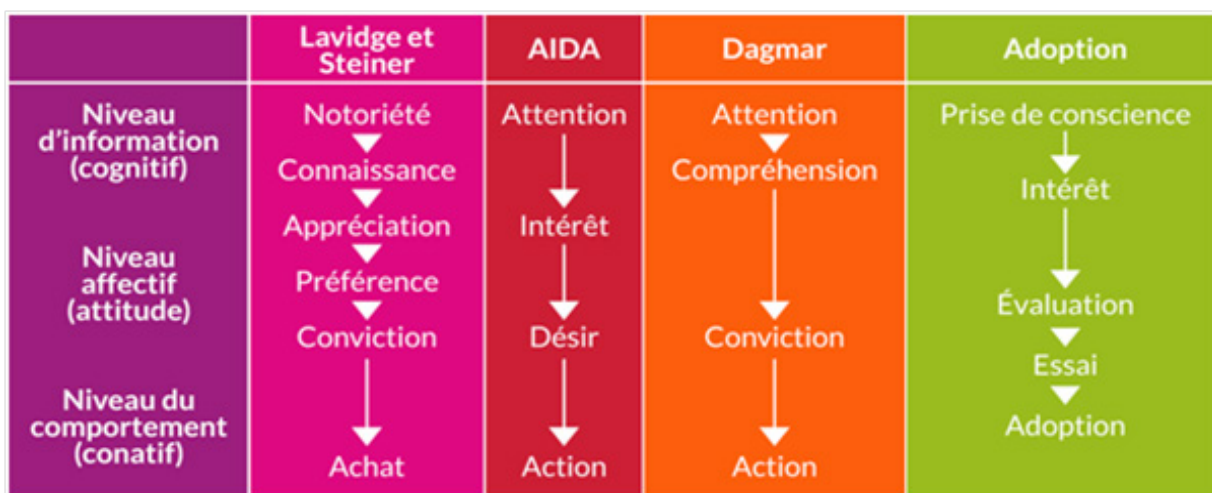 Lavidge et
Steiner
AIDA
Dagmar
Adoption
Niveau
d'information
(cognitif)
Niveau
affectif
(attitude)
Niveau du
comportement
(conatif)
Notoriété
Connaissance
Appréciation
Préférence
Conviction
Achat
Attention
Intérêt
Désir
Action
Attention
Compréhension
Conviction
Action
Prise de conscience
Intérêt
Évaluation
Essai
Adoption